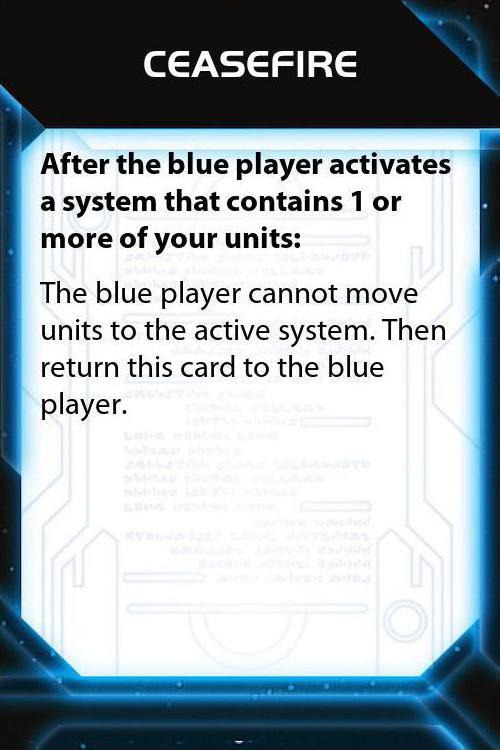 CEASEFIRE
After the blue player activates
a system that contains 1 or
more of your units:
The blue player cannot move
units to the active system. Then
return this card to the blue
player.